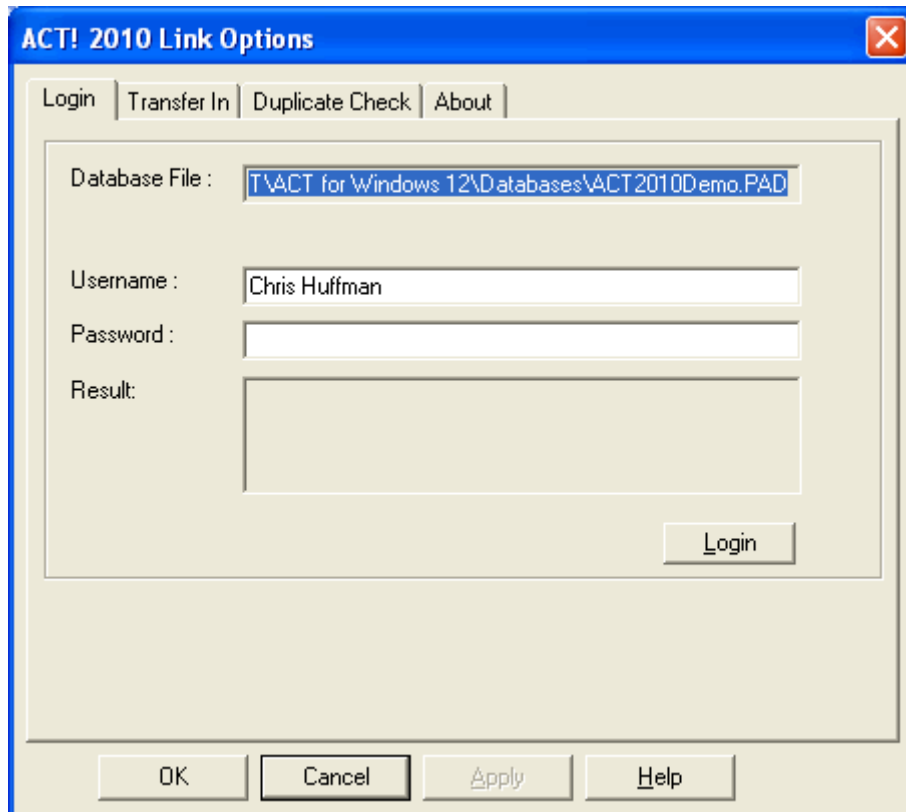 ACT! 2010 Link Options
Login Transfer In Duplicate Check About
Database File : T\ACT for Windows 12\Databases\ACT2010Demo.PAD
Username : Chris Huffman
Password :
Result:
Login
OK Cancel Apply Help